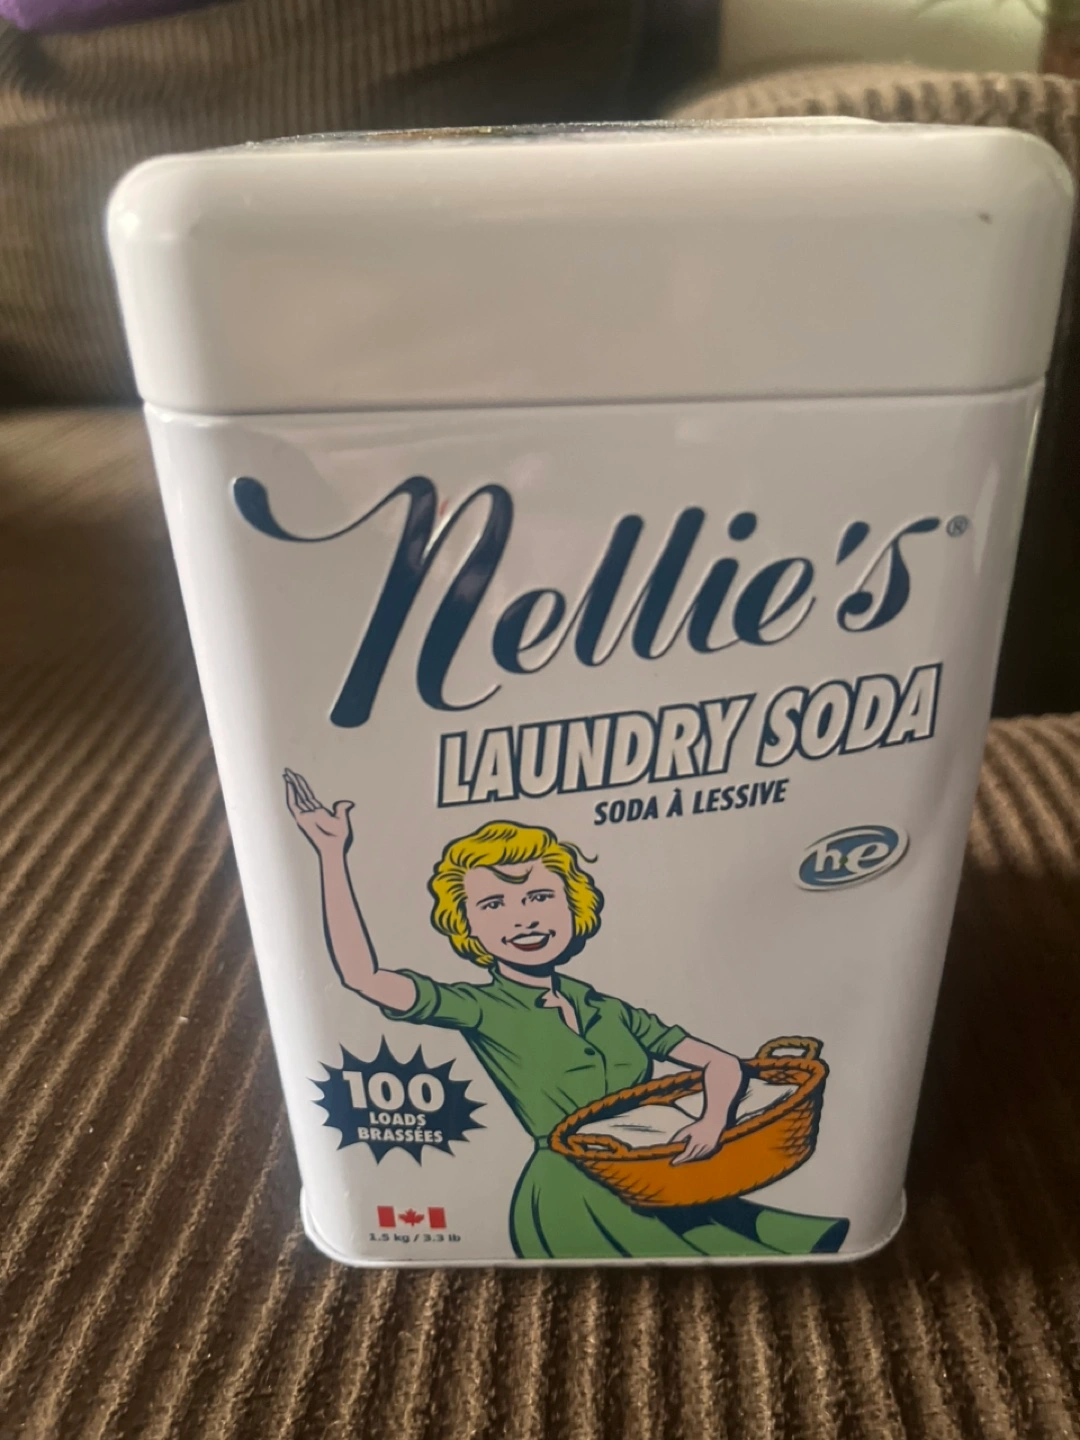 Nellie's®
LAUNDRY SODA
SODA À LESSIVE
he
100
LOADS
BRASSÉES
1.5 kg / 3.3 lb